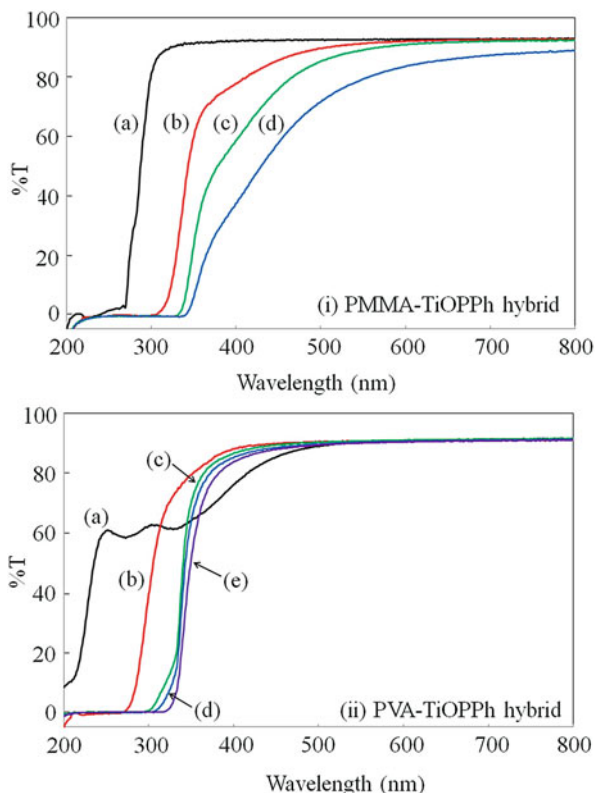 100
80
%T
60
40
20
0
(a)
(b)
(c)
(d)
(i) PMMA-TiOPPh hybrid
200 300 400 500 600 700 800
Wavelength (nm)
100
80
%T
60
40
20
0
(a)
(b)
(c)
(e)
(d)
(ii) PVA-TiOPPh hybrid
200 300 400 500 600 700 800
Wavelength (nm)